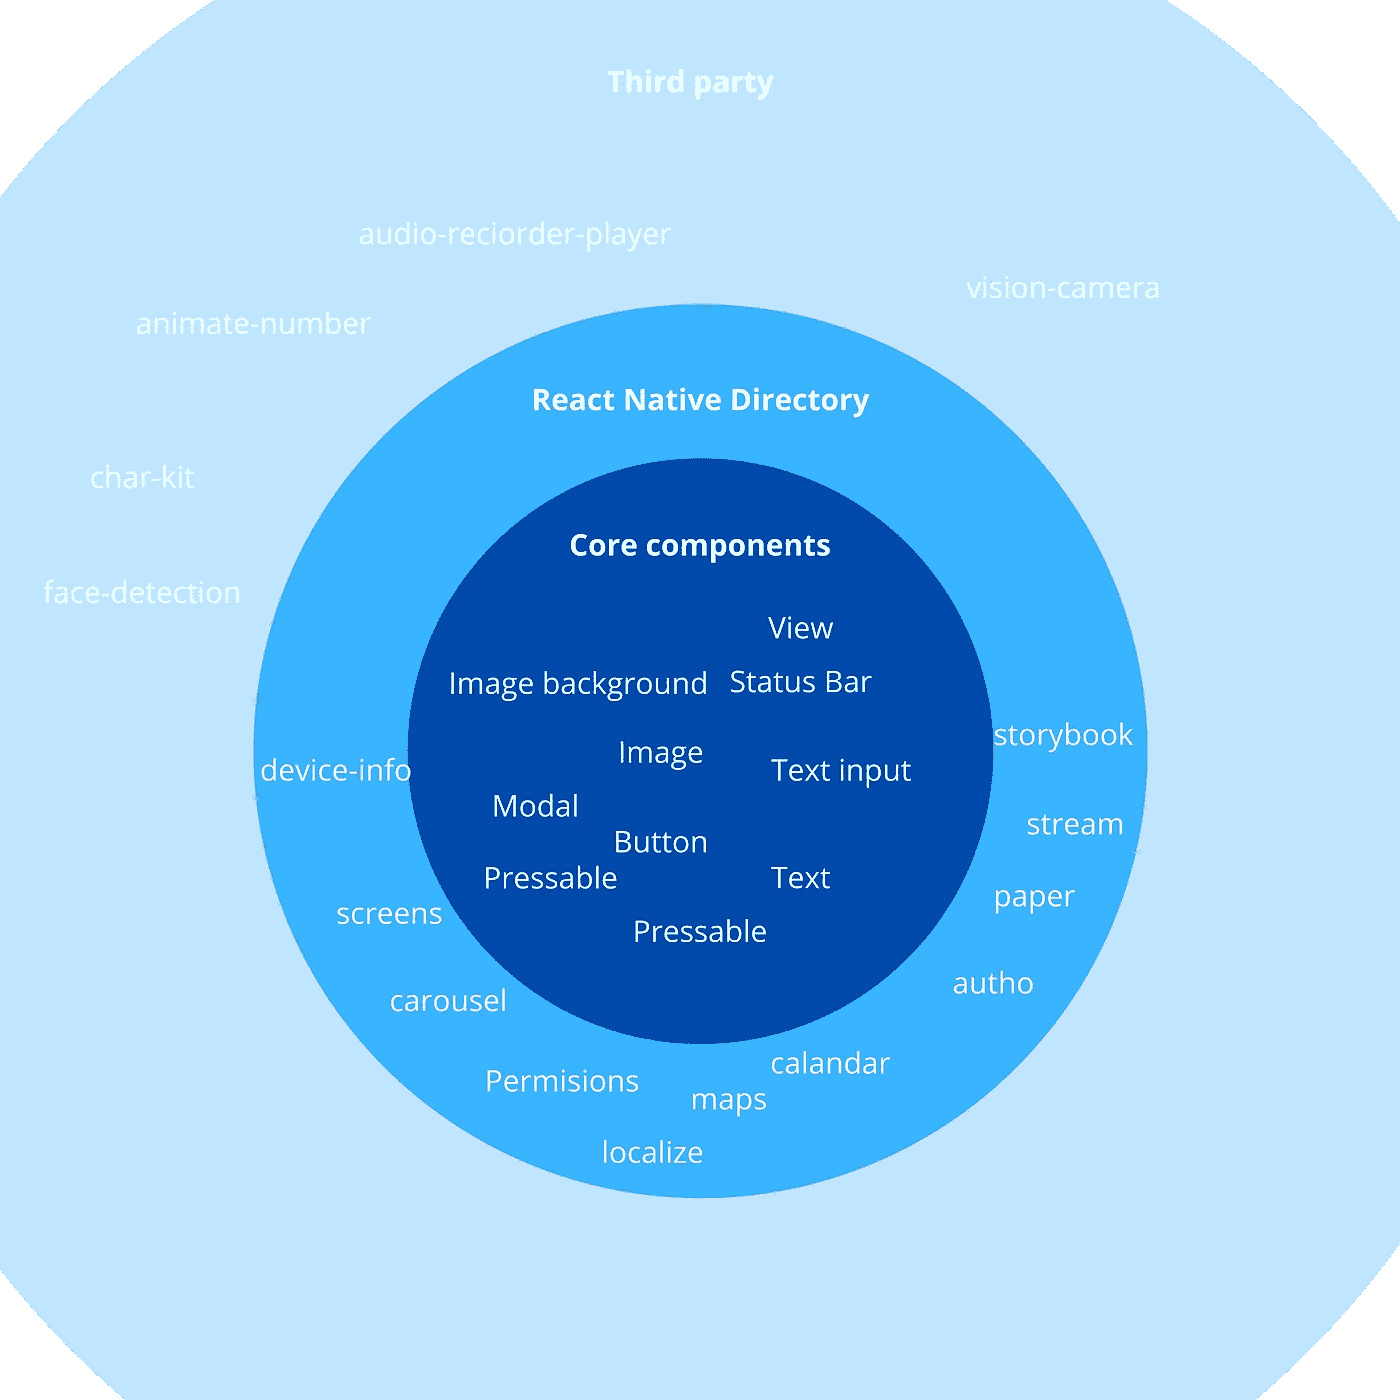 Third party
audio-reciorder-player
vision-camera
animate-number
React Native Directory
char-kit
Core components
face-detection
View
Image background
Status Bar
storybook
Image
device-info
Text input
Modal
stream
Button
Pressable
Text
paper
screens
Pressable
autho
carousel
calandar
Permisions
maps
localize